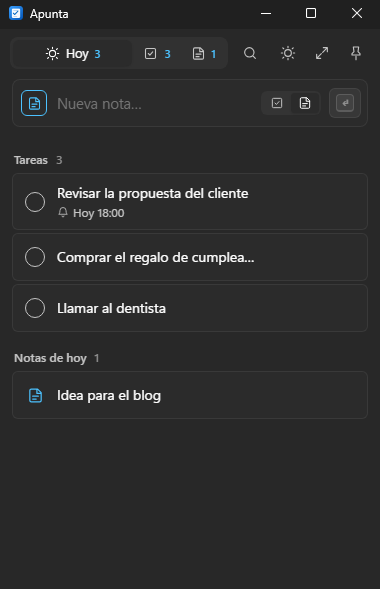 Apunta
Hoy 3
3
1
Nueva nota...
Tareas 3
Revisar la propuesta del cliente
Hoy 18:00
Comprar el regalo de cumplea...
Llamar al dentista
Notas de hoy 1
Idea para el blog